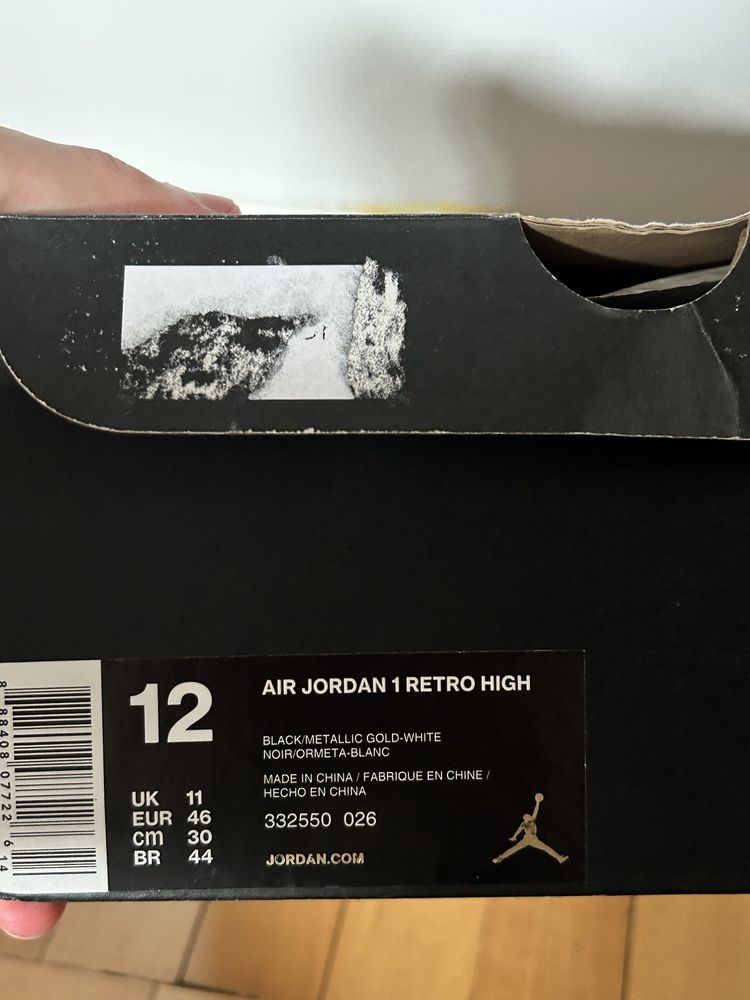 12
UK 11
EUR 46
cm 30
BR 44
AIR JORDAN 1 RETRO HIGH
BLACK/METALLIC GOLD-WHITE
NOIR/ORMETA-BLANC
MADE IN CHINA / FABRIQUE EN CHINE /
HECHO EN CHINA
332550 026
JORDAN.COM
8 88408 07722 6 14